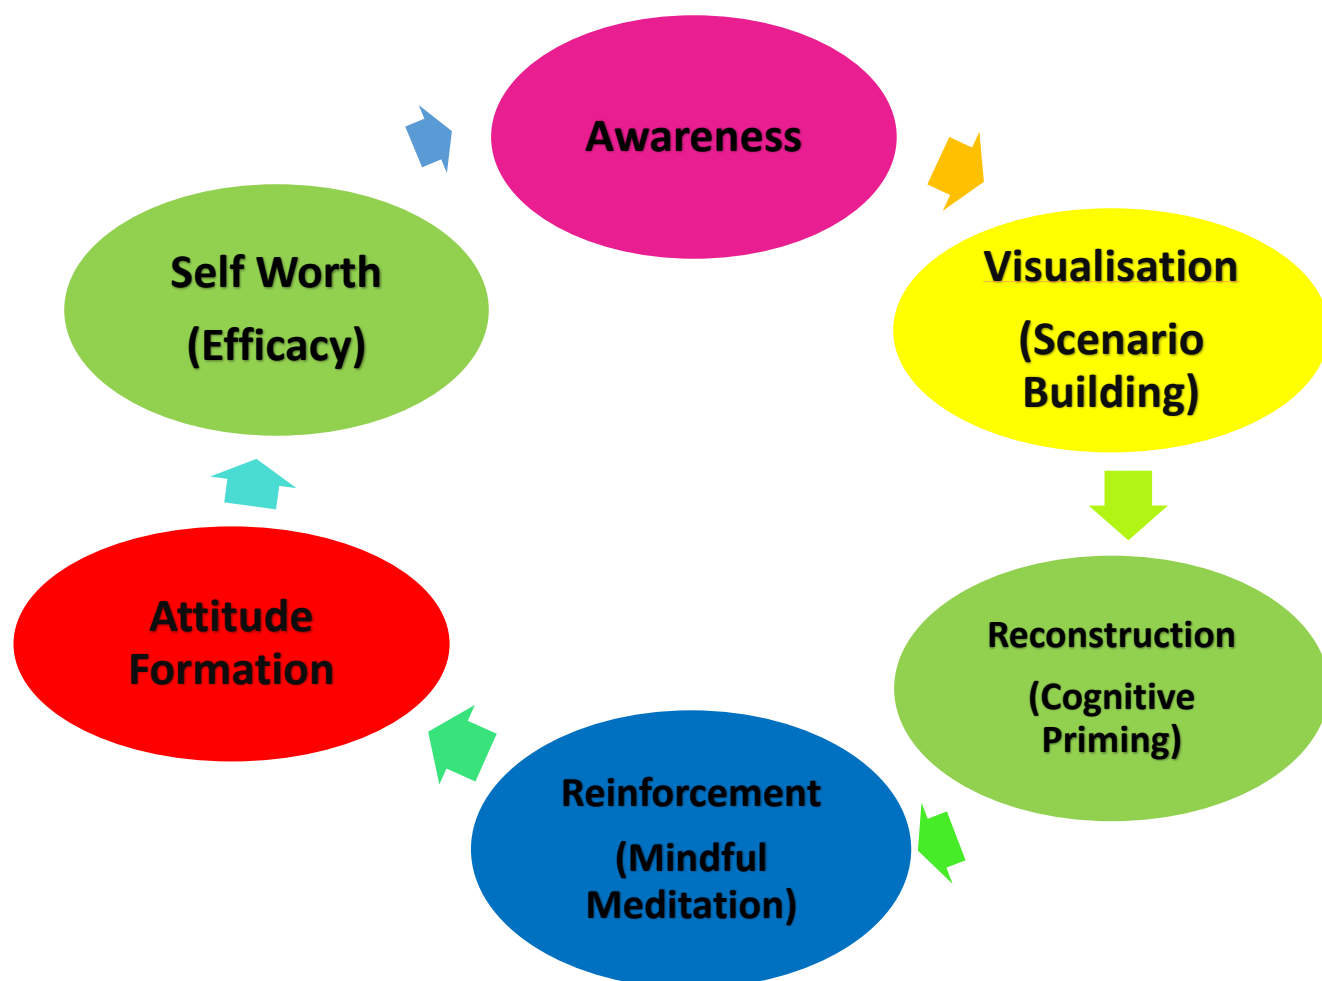 Awareness
Visualisation
(Scenario
Building)
Reconstruction
(Cognitive
Priming)
Reinforcement
(Mindful
Meditation)
Attitude
Formation
Self Worth
(Efficacy)